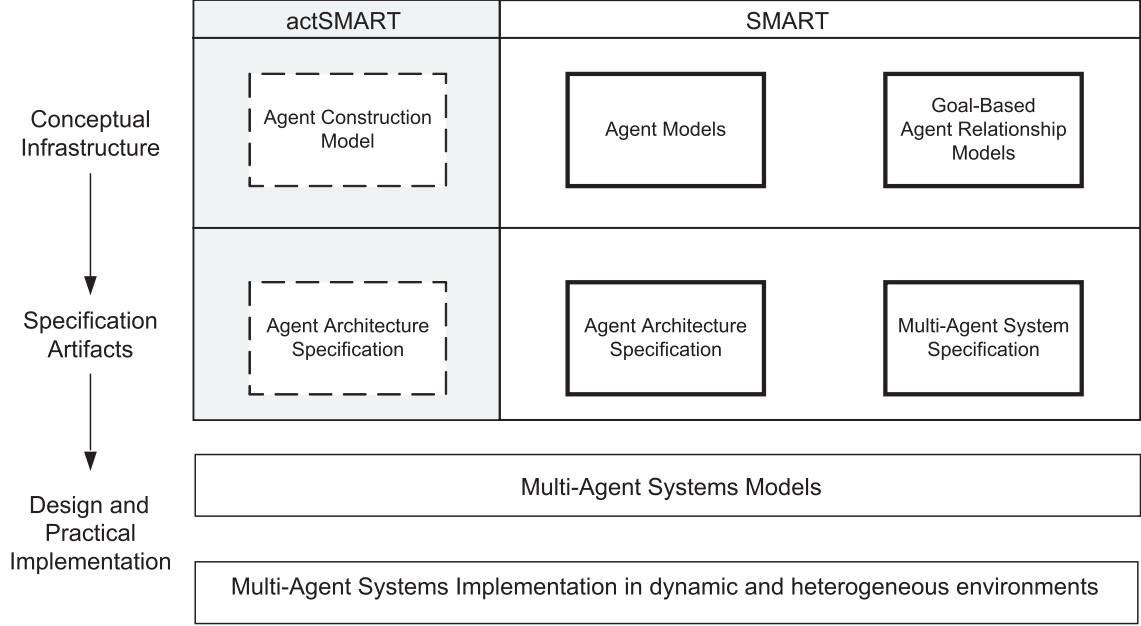 actSMART
SMART
Conceptual
Infrastructure
Agent Construction
Model
Agent Models
Goal-Based
Agent Relationship
Models
Specification
Artifacts
Agent Architecture
Specification
Agent Architecture
Specification
Multi-Agent System
Specification
Design and
Practical
Implementation
Multi-Agent Systems Models
Multi-Agent Systems Implementation in dynamic and heterogeneous environments